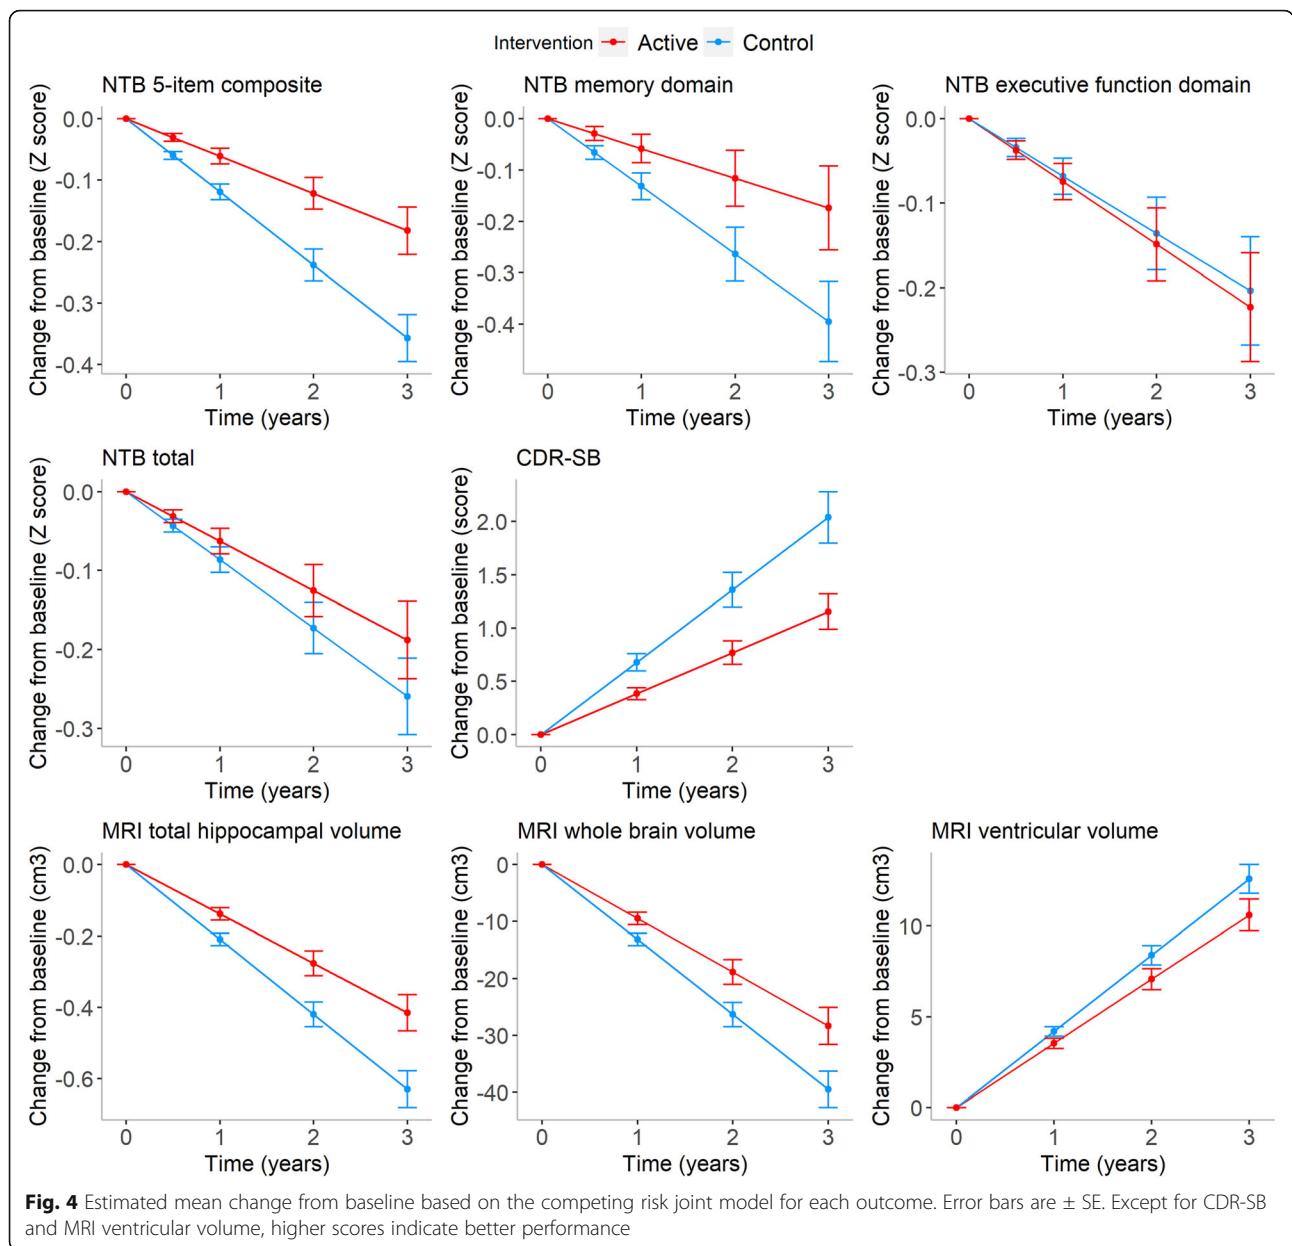 Intervention Active Control
NTB 5-item composite
Change from baseline (Z score)
0.0
-0.1
-0.2
-0.3
-0.4
0 1 2 3
Time (years)
NTB memory domain
Change from baseline (Z score)
0.0
-0.1
-0.2
-0.3
-0.4
0 1 2 3
Time (years)
NTB executive function domain
Change from baseline (Z score)
0.0
-0.1
-0.2
-0.3
0 1 2 3
Time (years)
NTB total
Change from baseline (Z score)
0.0
-0.1
-0.2
-0.3
0 1 2 3
Time (years)
CDR-SB
Change from baseline (score)
2.0
1.5
1.0
0.5
0.0
0 1 2 3
Time (years)
MRI total hippocampal volume
Change from baseline (cm3)
0.0
-0.2
-0.4
-0.6
0 1 2 3
Time (years)
MRI whole brain volume
Change from baseline (cm3)
0
-10
-20
-30
-40
0 1 2 3
Time (years)
MRI ventricular volume
Change from baseline (cm3)
10
5
0
0 1 2 3
Time (years)
Fig. 4 Estimated mean change from baseline based on the competing risk joint model for each outcome. Error bars are ± SE. Except for CDR-SB
and MRI ventricular volume, higher scores indicate better performance